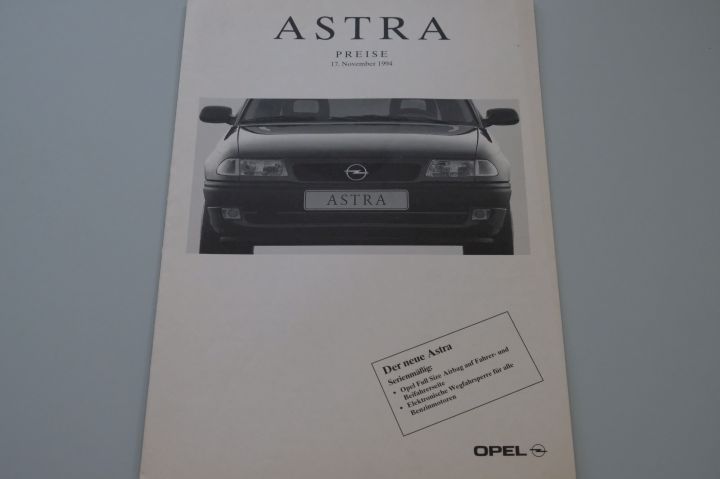 ASTRA
PREISE
17. November 1994
ASTRA
Der neue Astra
Serienmäßig:
• Opel Full Size Airbag auf Fahrer- und
Beifahrerseite
• Elektronische Wegfahrsperre für alle
Benzinmotoren
OPEL